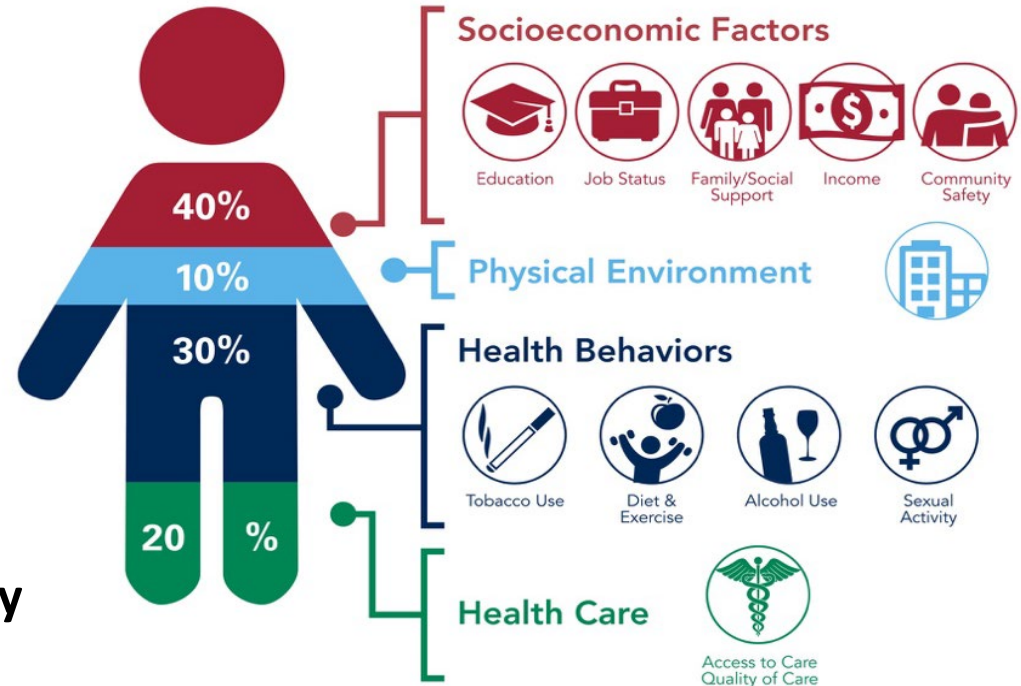 Socioeconomic Factors
Education
Job Status
Family/Social
Support
Income
Community
Safety
40%
10%
Physical Environment
30%
Health Behaviors
Tobacco Use
Diet &
Exercise
Alcohol Use
Sexual
Activity
20 %
y
Health Care
Access to Care
Quality of Care